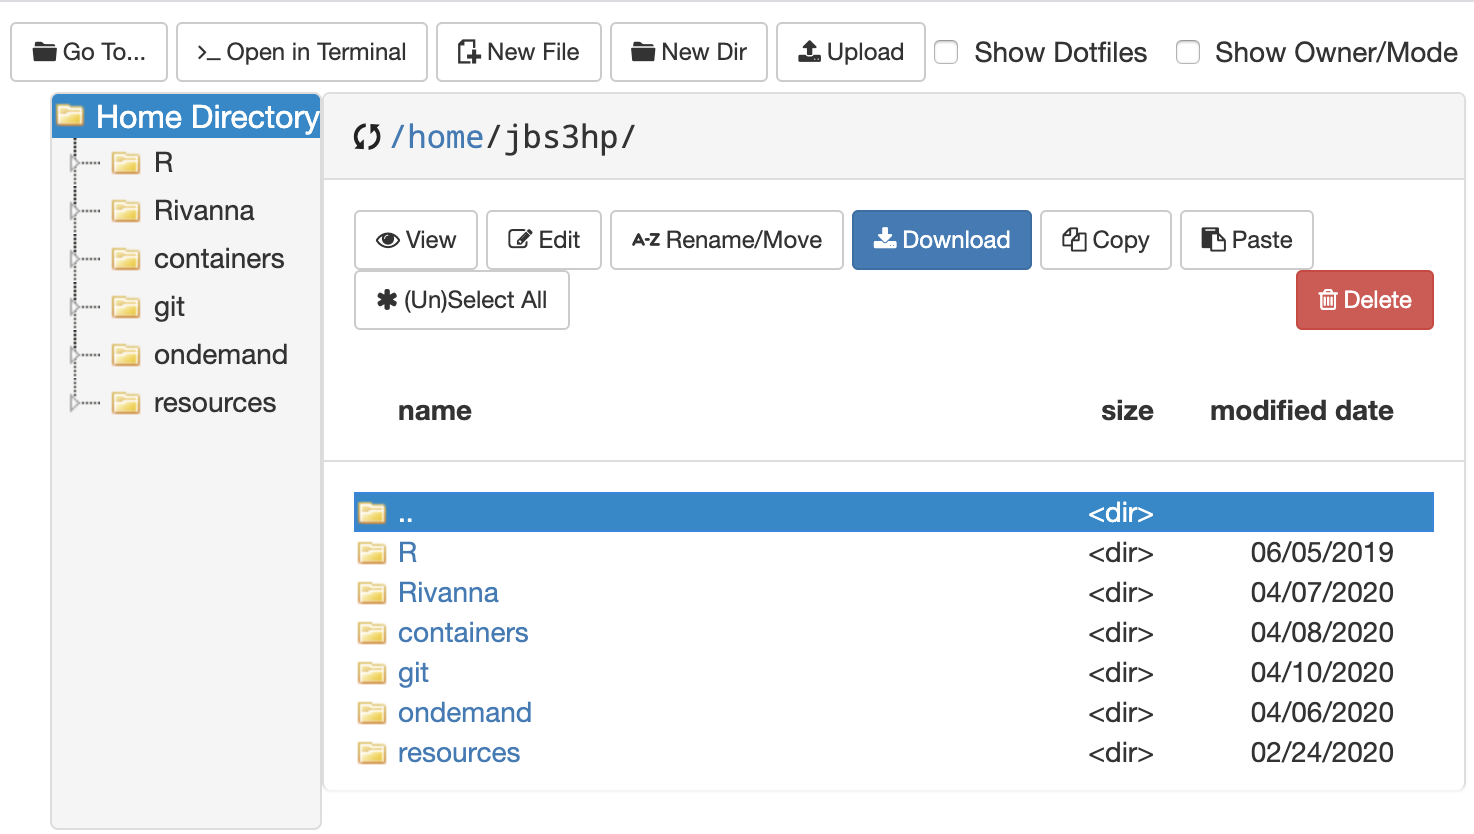 Go To... >_ Open in Terminal New File New Dir Upload Show Dotfiles Show Owner/Mode
Home Directory
R
Rivanna
containers
git
ondemand
resources
/home/jbs3hp/
View Edit A-Z Rename/Move Download Copy Paste
(Un)Select All Delete
name size modified date
.. <dir>
R <dir> 06/05/2019
Rivanna <dir> 04/07/2020
containers <dir> 04/08/2020
git <dir> 04/10/2020
ondemand <dir> 04/06/2020
resources <dir> 02/24/2020